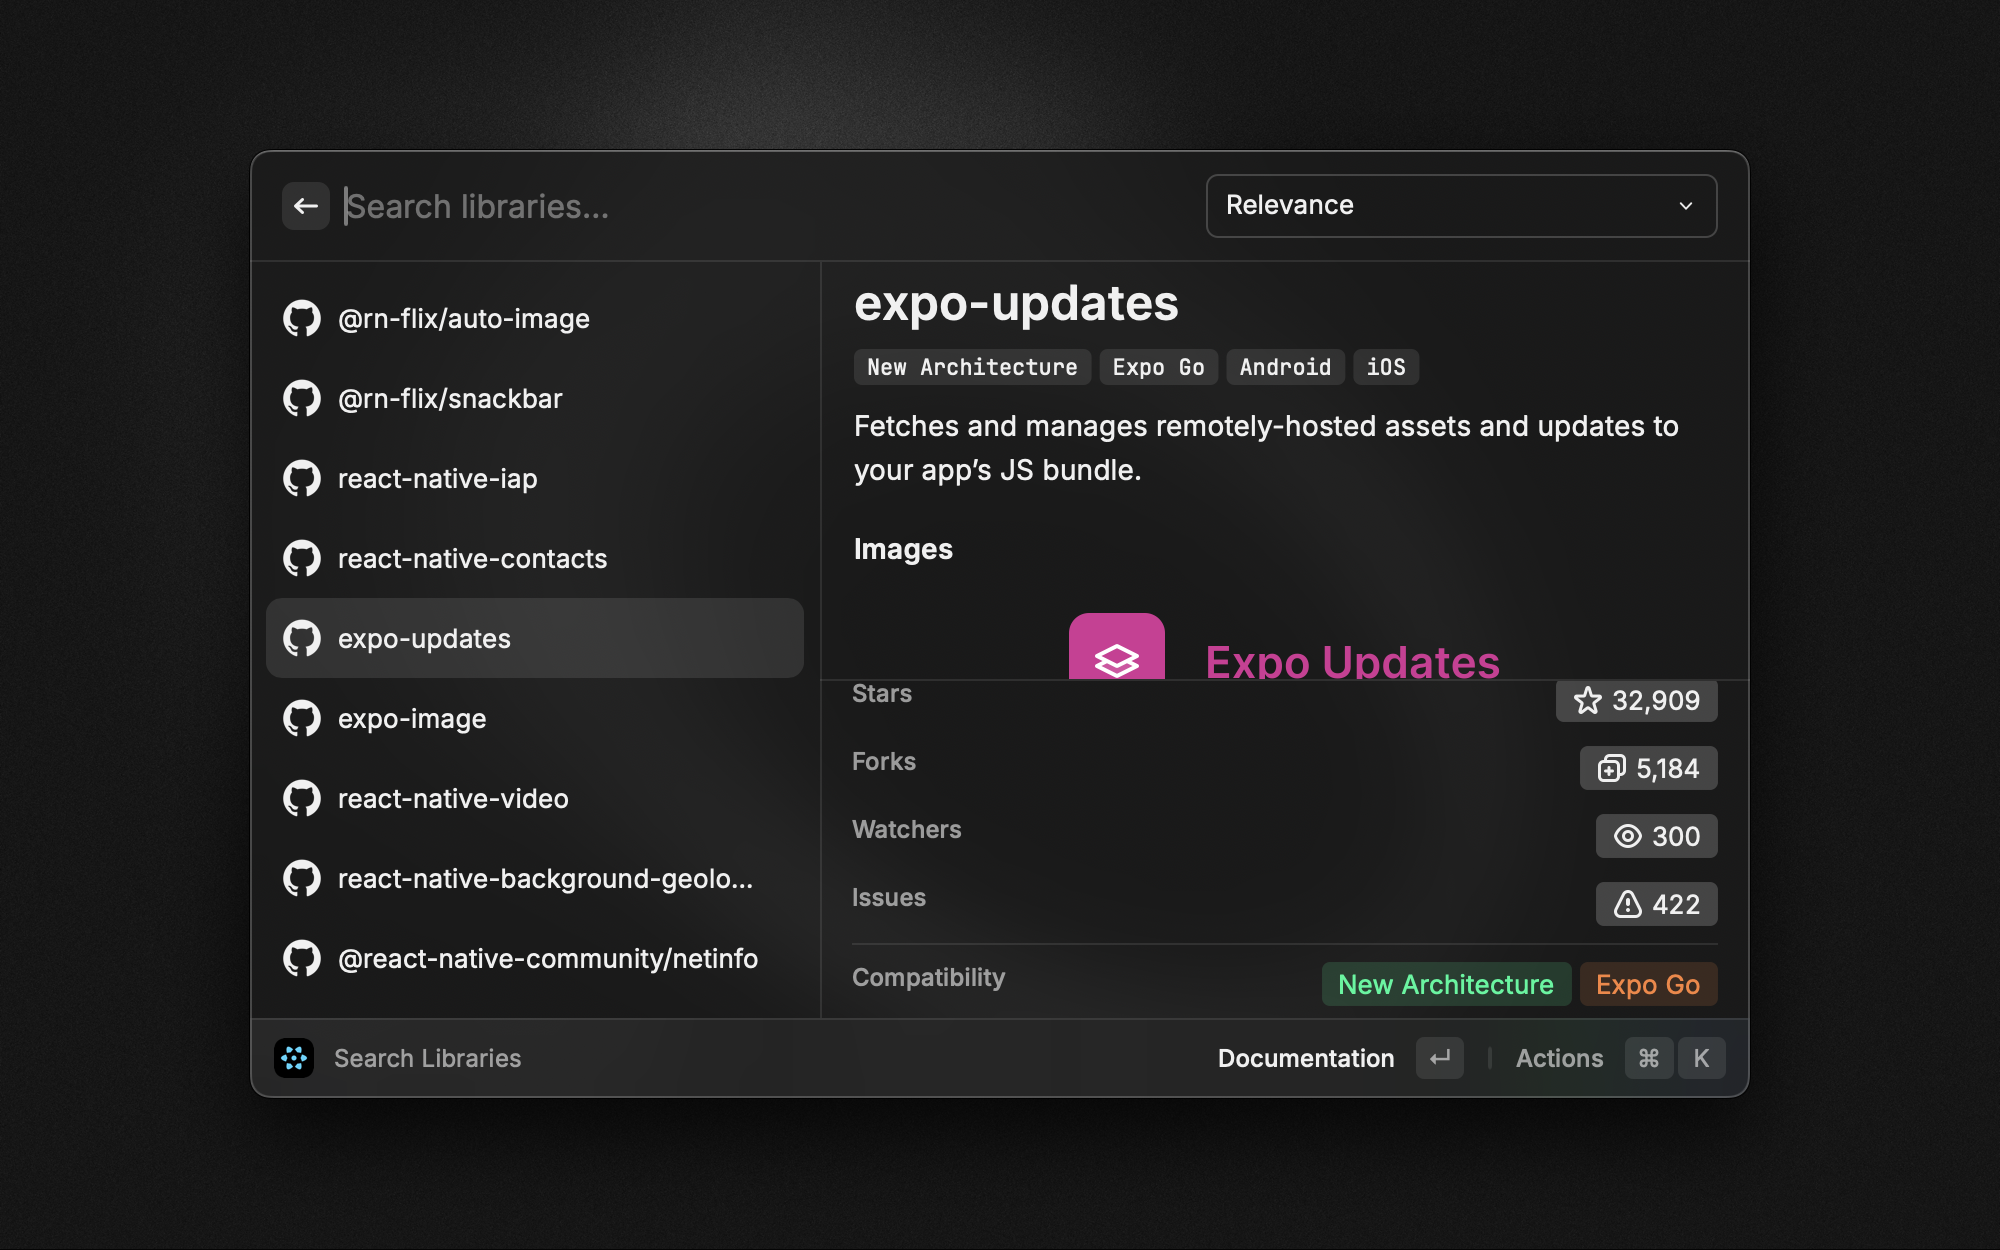 Search libraries...
Relevance
@rn-flix/auto-image
@rn-flix/snackbar
react-native-iap
react-native-contacts
expo-updates
expo-image
react-native-video
react-native-background-geolo...
@react-native-community/netinfo
expo-updates
New Architecture Expo Go Android iOS
Fetches and manages remotely-hosted assets and updates to
your app’s JS bundle.
Images
Expo Updates
Stars 32,909
Forks 5,184
Watchers 300
Issues 422
Compatibility New Architecture Expo Go
Search Libraries
Documentation ↵ Actions ⌘ K